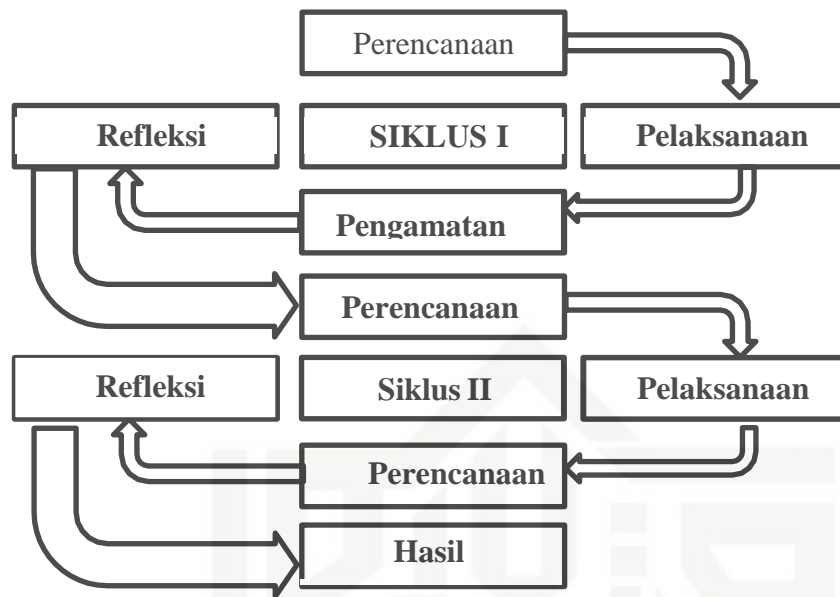 Perencanaan
Refleksi
SIKLUS I
Pelaksanaan
Pengamatan
Perencanaan
Refleksi
Siklus II
Pelaksanaan
Perencanaan
Hasil